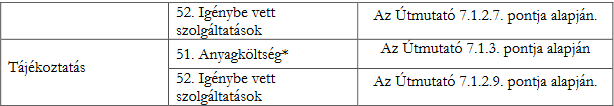 52. Igénybe vett
szolgáltatások
Az Útmutató 7.1.2.7. pontja alapján.
Tájékoztatás
51. Anyagköltség*
Az Útmutató 7.1.3. pontja alapján
52. Igénybe vett
szolgáltatások
Az Útmutató 7.1.2.9. pontja alapján.